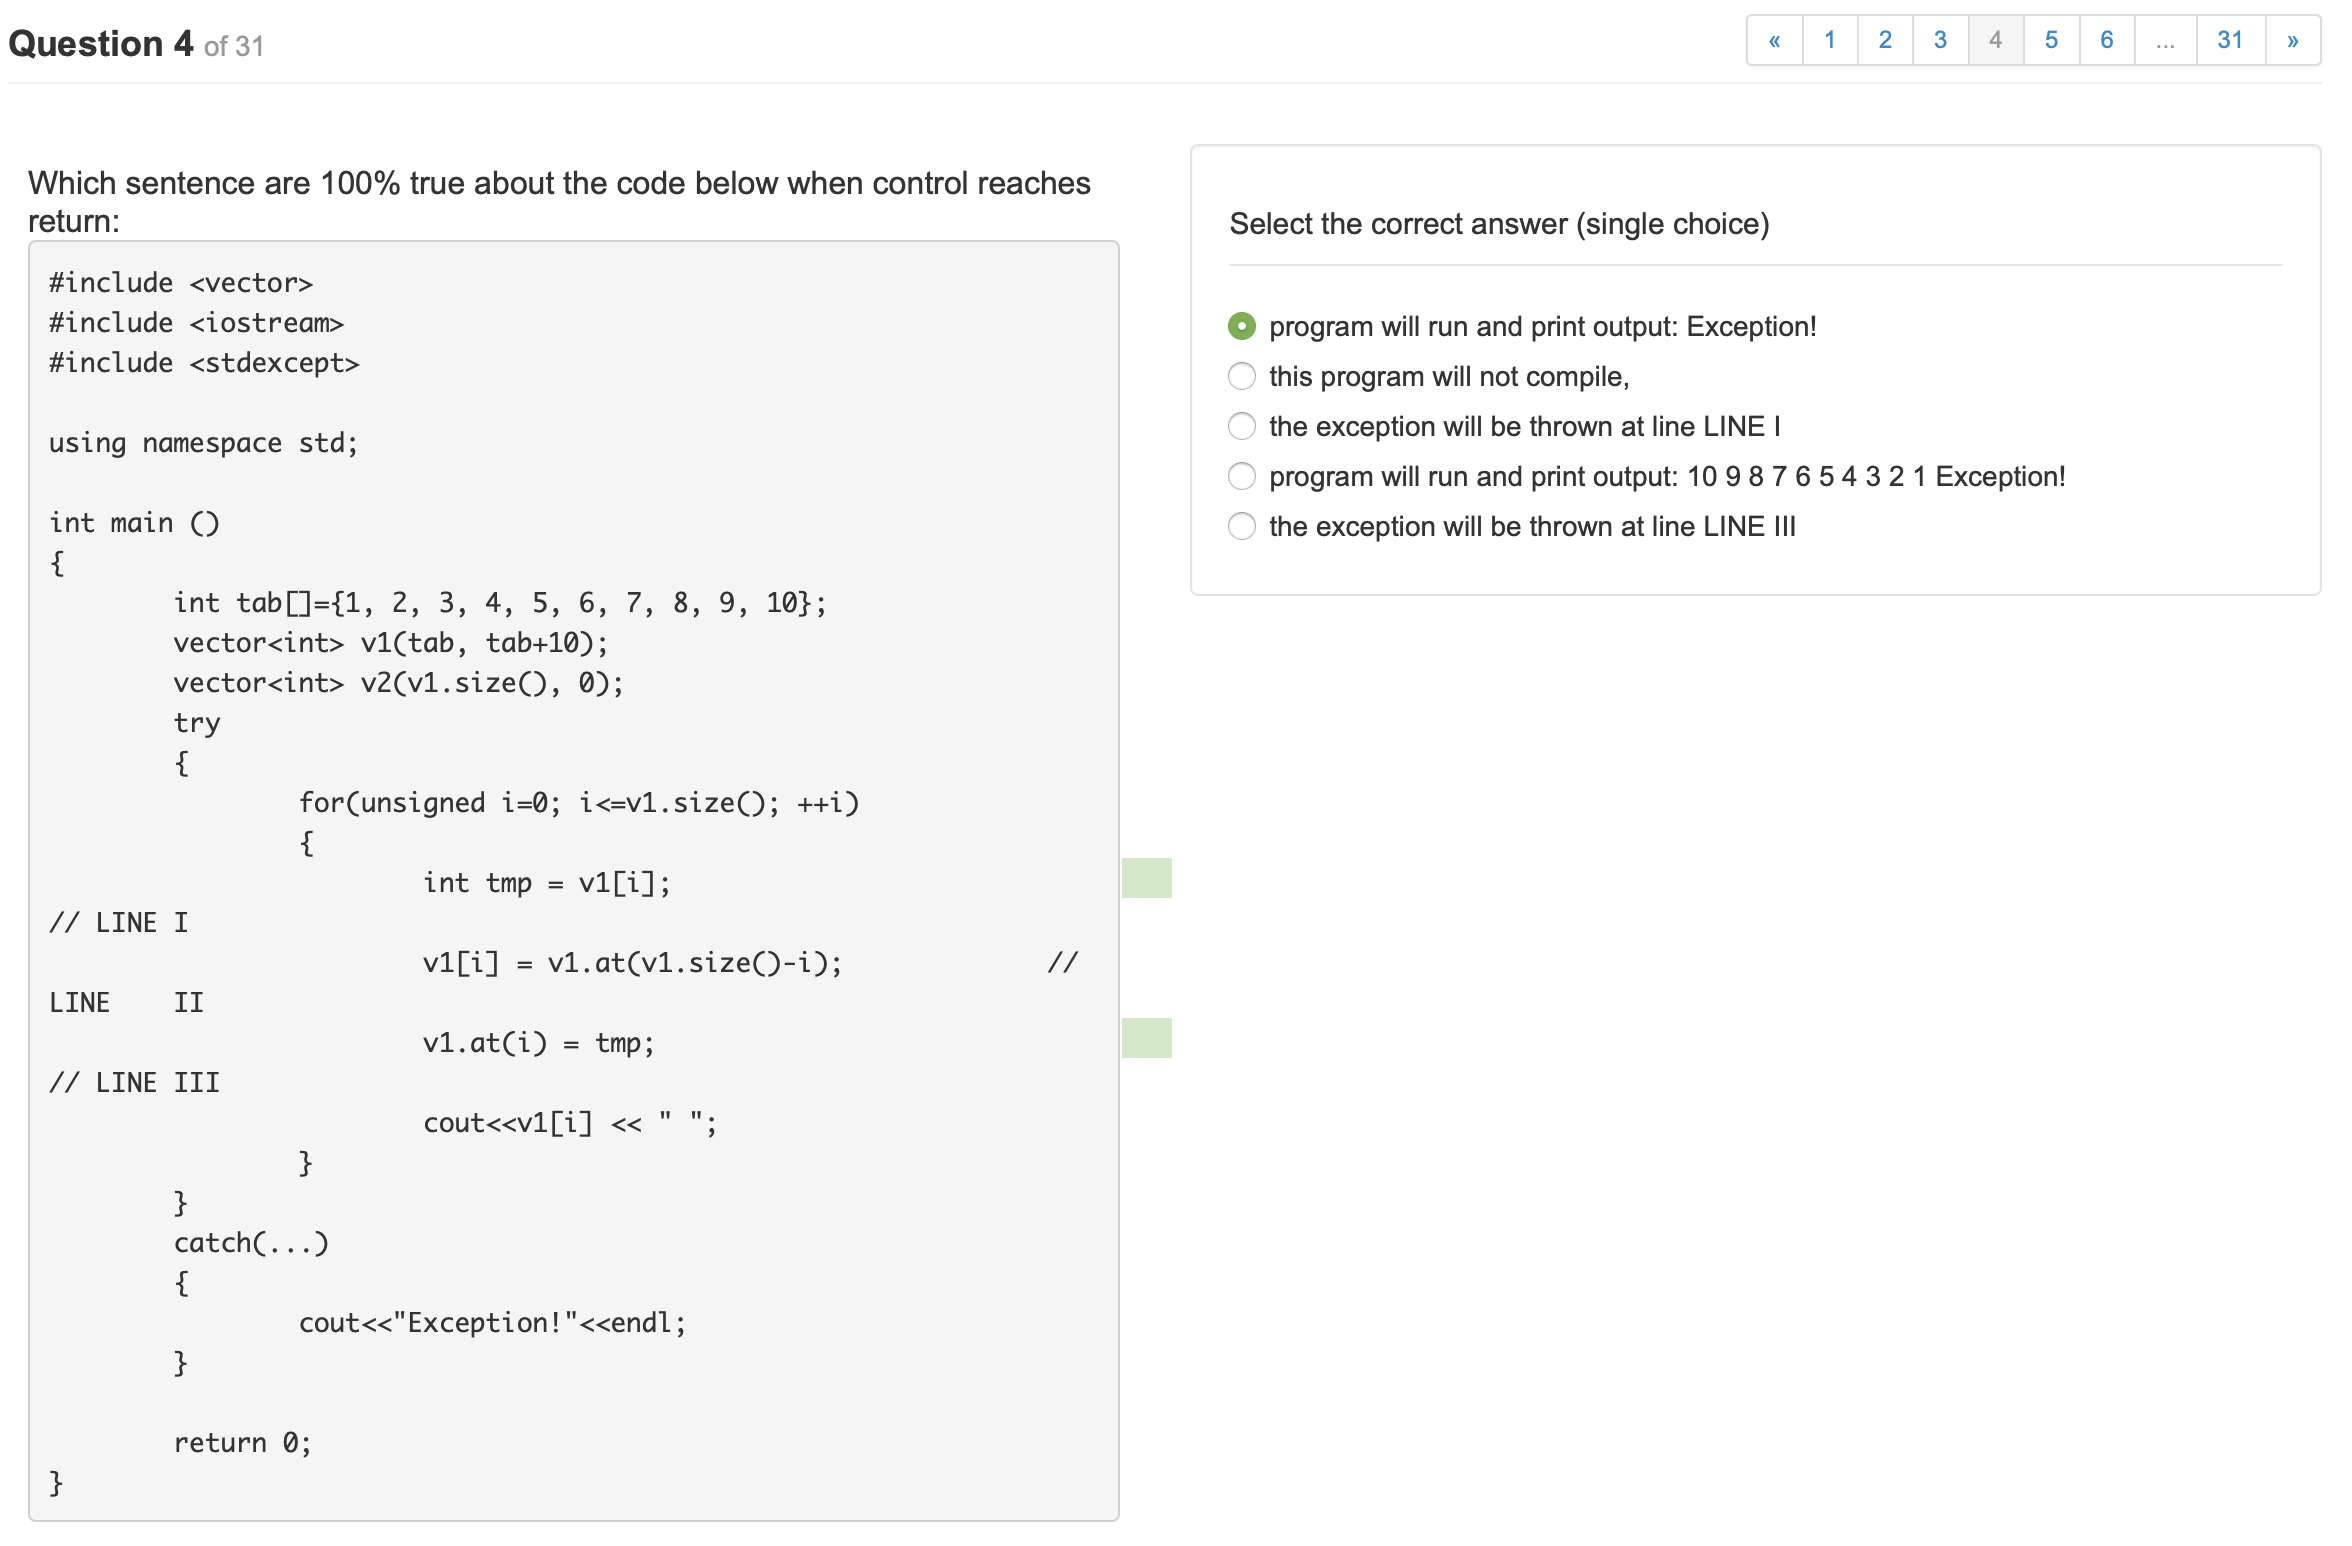 Question 4 of 31
« 1 2 3 4 5 6 ... 31 »
Which sentence are 100% true about the code below when control reaches
return:
#include <vector>
#include <iostream>
#include <stdexcept>
using namespace std;
int main ()
{
int tab[]={1, 2, 3, 4, 5, 6, 7, 8, 9, 10};
vector<int> v1(tab, tab+10);
vector<int> v2(v1.size(), 0);
try
{
for(unsigned i=0; i<=v1.size(); ++i)
{
int tmp = v1[i];
// LINE I
v1[i] = v1.at(v1.size()-i); //
LINE II
v1.at(i) = tmp;
// LINE III
cout<<v1[i] << " ";
}
}
catch(...)
{
cout<<"Exception!"<<endl;
}
return 0;
}
Select the correct answer (single choice)
program will run and print output: Exception!
this program will not compile,
the exception will be thrown at line LINE I
program will run and print output: 10 9 8 7 6 5 4 3 2 1 Exception!
the exception will be thrown at line LINE III